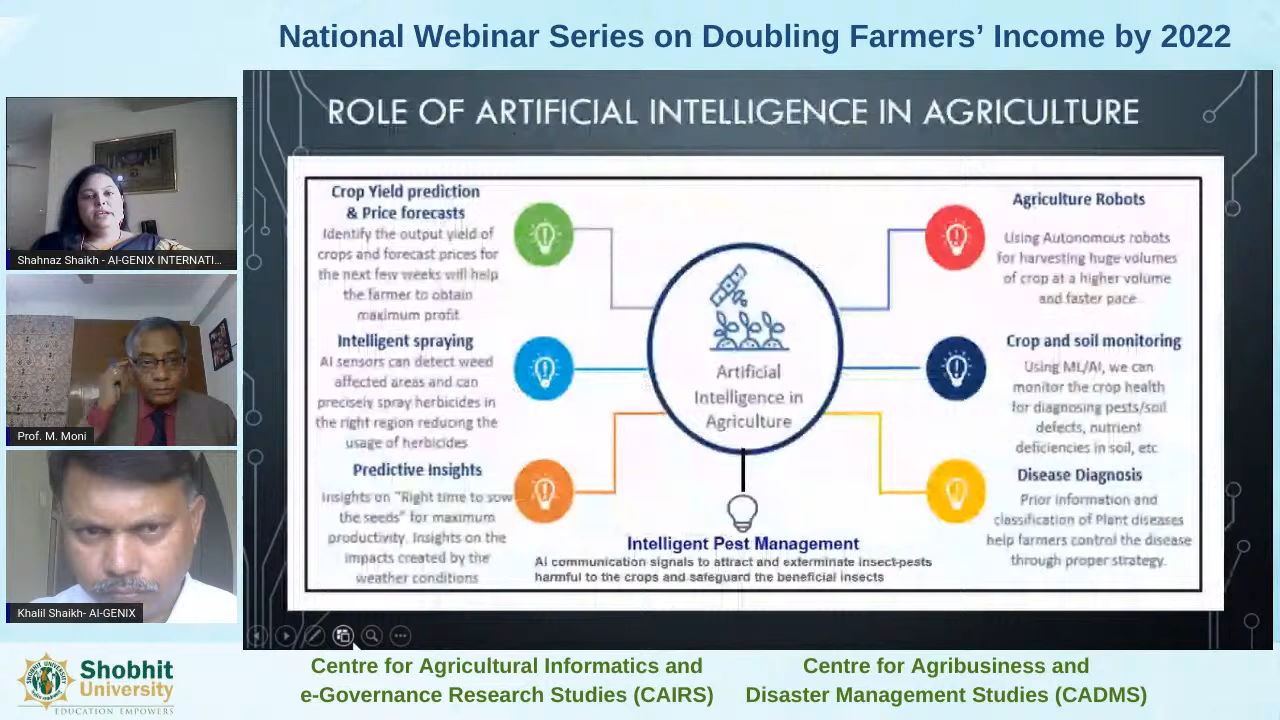 National Webinar Series on Doubling Farmers' Income by 2022
Shahnaz Shaikh - AI-GENIX INTERNATI...
Prof. M. Moni
Khalil Shaikh- AI-GENIX
ROLE OF ARTIFICIAL INTELLIGENCE IN AGRICULTURE
Crop Yield prediction
& Price forecasts
Identify the output yield of
crops and forecast prices for
the next few weeks will help
the farmer to obtain
maximum profit
Intelligent spraying
AI sensors can detect weed
affected areas and can
precisely spray herbicides in
the right region reducing the
usage of herbicides
Predictive Insights
Insights on "Right time to sow
the seeds" for maximum
productivity. Insights on the
impacts created by the
weather conditions
Artificial
Intelligence in
Agriculture
Intelligent Pest Management
AI communication signals to attract and exterminate insect-pests
harmful to the crops and safeguard the beneficial insects
Agriculture Robots
Using Autonomous robots
for harvesting huge volumes
of crop at a higher volume
and faster pace
Crop and soil monitoring
Using ML/AI, we can
monitor the crop health
for diagnosing pests/soil
defects, nutrient
deficiencies in soil, etc
Disease Diagnosis
Prior information and
classification of Plant diseases
help farmers control the disease
through proper strategy.
Shobhit
University
EDUCATION EMPOWERS
Centre for Agricultural Informatics and
e-Governance Research Studies (CAIRS)
Centre for Agribusiness and
Disaster Management Studies (CADMS)